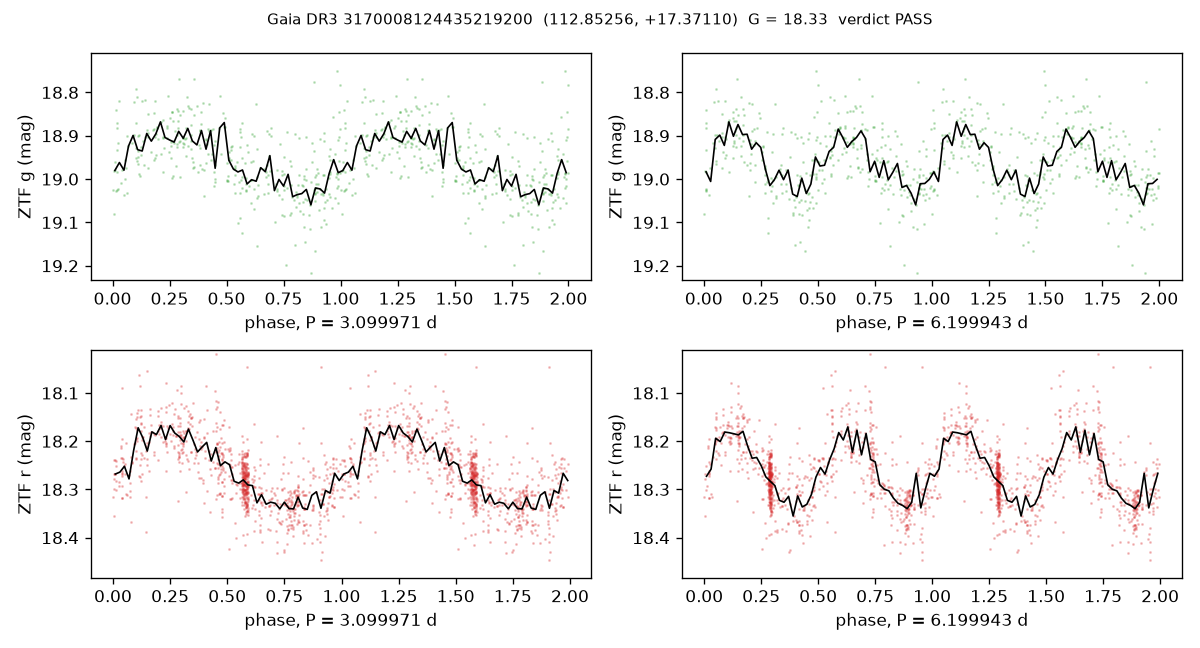 Gaia DR3 3170008124435219200  (112.85256, +17.37110)  G = 18.33  verdict PASS
ZTF g (mag)
18.8
18.9
19.0
19.1
19.2
0.00 0.25 0.50 0.75 1.00 1.25 1.50 1.75 2.00
phase, P = 3.099971 d
ZTF g (mag)
18.8
18.9
19.0
19.1
19.2
0.00 0.25 0.50 0.75 1.00 1.25 1.50 1.75 2.00
phase, P = 6.199943 d
ZTF r (mag)
18.1
18.2
18.3
18.4
0.00 0.25 0.50 0.75 1.00 1.25 1.50 1.75 2.00
phase, P = 3.099971 d
ZTF r (mag)
18.1
18.2
18.3
18.4
0.00 0.25 0.50 0.75 1.00 1.25 1.50 1.75 2.00
phase, P = 6.199943 d